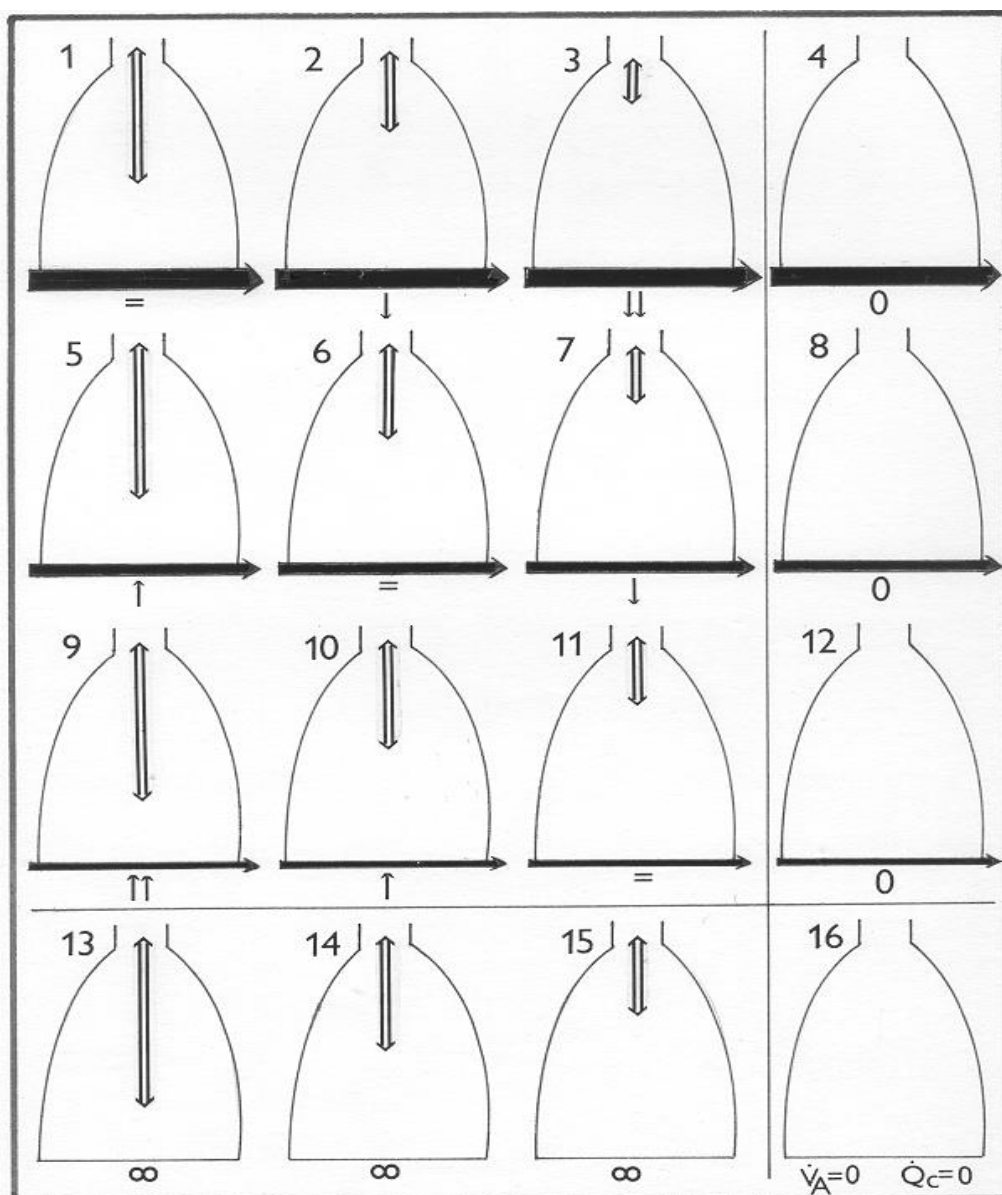 1 2 3 4
= ↓ ↓↓ 0
5 6 7 8
↑ = ↓ 0
9 10 11 12
↑↑ ↑ = 0
13 14 15 16
∞ ∞ ∞ V̇A=0 Q̇c=0